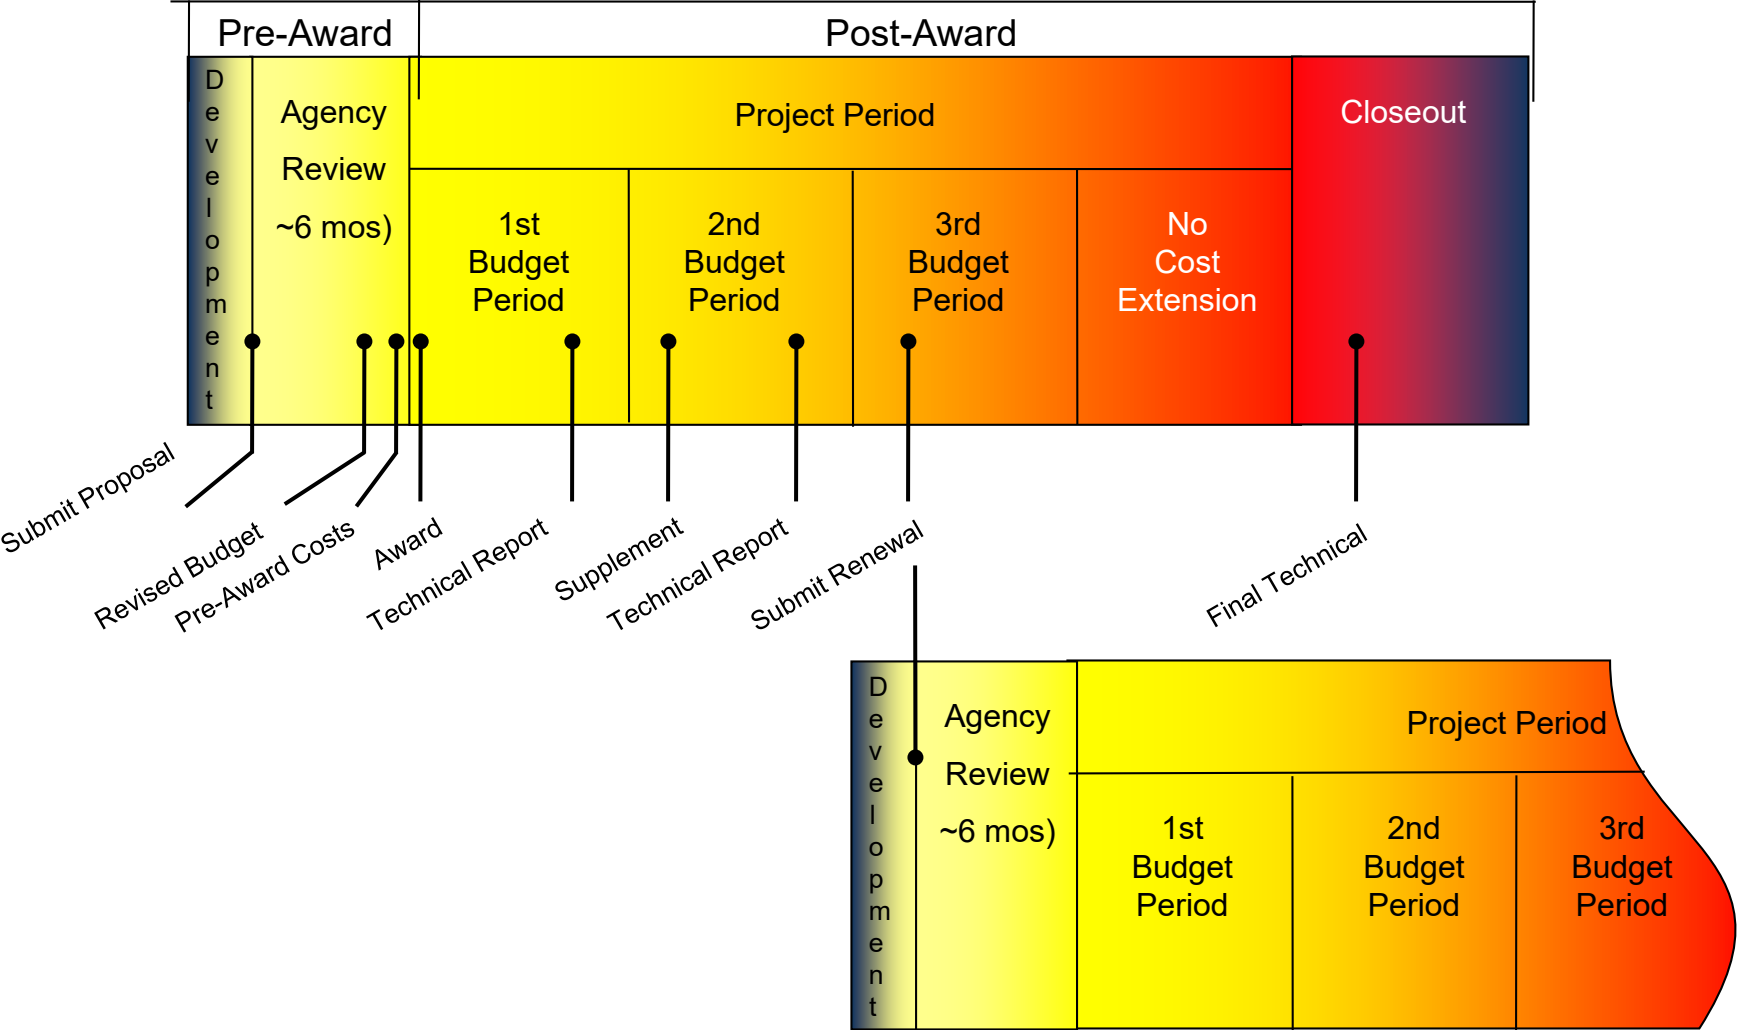 Pre-Award
Post-Award
Development
Agency
Review
~6 mos)
Project Period
Closeout
1st
Budget
Period
2nd
Budget
Period
3rd
Budget
Period
No
Cost
Extension
Submit Proposal
Revised Budget
Pre-Award Costs
Award
Technical Report
Supplement
Technical Report
Submit Renewal
Final Technical
Development
Agency
Review
~6 mos)
Project Period
1st
Budget
Period
2nd
Budget
Period
3rd
Budget
Period